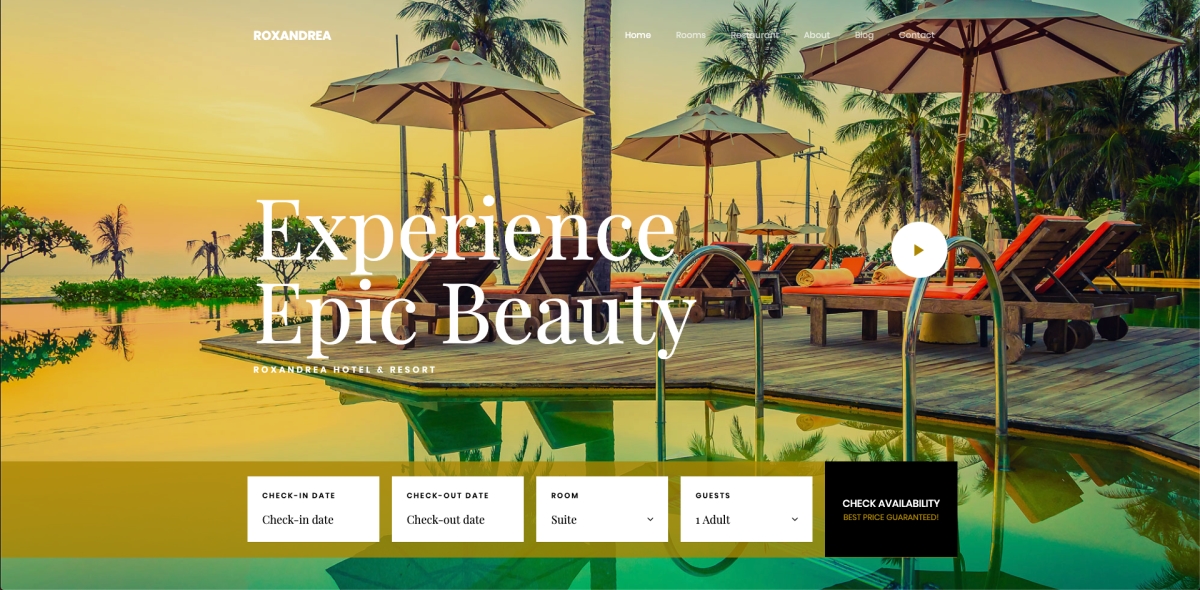 ROXANDREA
Home Rooms Restaurant About Blog Contact
Experience
Epic Beauty
ROXANDREA HOTEL & RESORT
CHECK-IN DATE
Check-in date
CHECK-OUT DATE
Check-out date
ROOM
Suite
GUESTS
1 Adult
CHECK AVAILABILITY
BEST PRICE GUARANTEED!